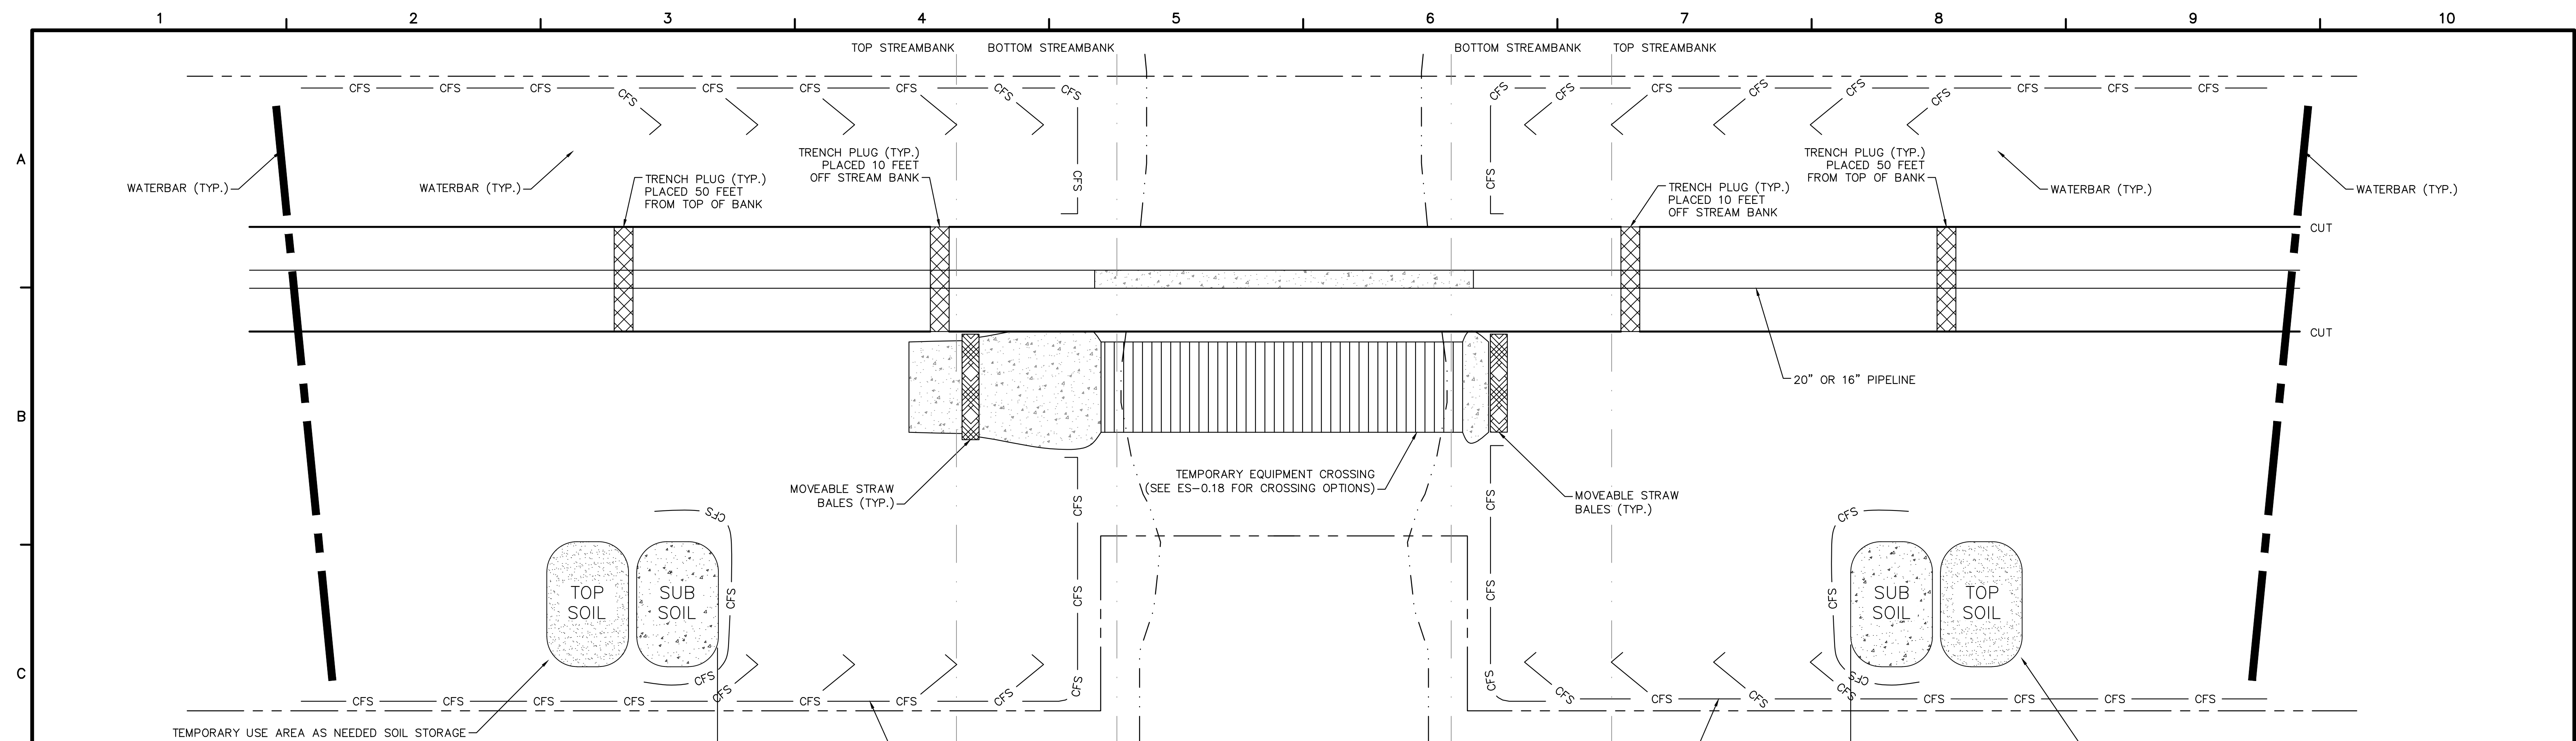 1 2 3 4 5 6 7 8 9 10
TOP STREAMBANK BOTTOM STREAMBANK BOTTOM STREAMBANK TOP STREAMBANK
CFS CFS CFS CFS CFS CFS CFS CFS CFS
CFS CFS CFS CFS CFS CFS CFS CFS CFS
A
WATERBAR (TYP.)
WATERBAR (TYP.)
TRENCH PLUG (TYP.)
PLACED 50 FEET
FROM TOP OF BANK
TRENCH PLUG (TYP.)
PLACED 10 FEET
OFF STREAM BANK
CFS
CFS
TRENCH PLUG (TYP.)
PLACED 10 FEET
OFF STREAM BANK
TRENCH PLUG (TYP.)
PLACED 50 FEET
FROM TOP OF BANK
WATERBAR (TYP.)
WATERBAR (TYP.)
CUT
CUT
20" OR 16" PIPELINE
B
MOVEABLE STRAW
BALES (TYP.)
TEMPORARY EQUIPMENT CROSSING
(SEE ES-0.18 FOR CROSSING OPTIONS)
MOVEABLE STRAW
BALES (TYP.)
CFS
CFS
CFS
CFS
TOP
SOIL
SUB
SOIL
CFS
CFS
CFS
CFS
SUB
SOIL
TOP
SOIL
C
CFS
CFS
CFS
CFS
CFS CFS CFS CFS CFS CFS CFS CFS
CFS CFS CFS CFS CFS CFS CFS CFS
TEMPORARY USE AREA AS NEEDED SOIL STORAGE